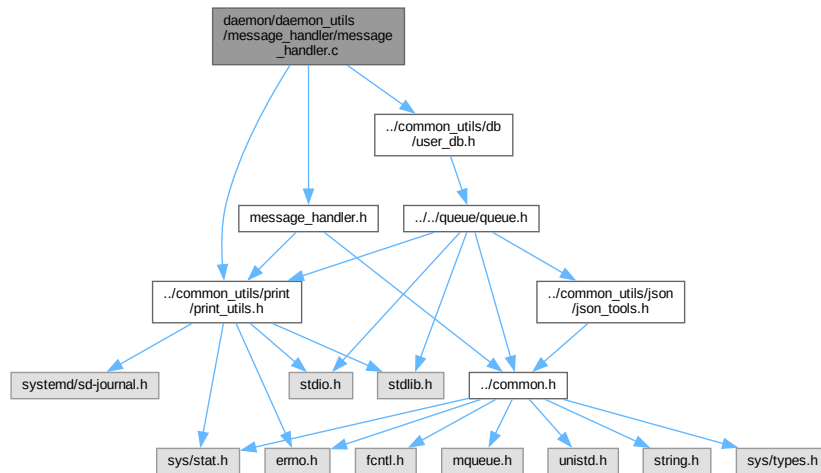 daemon/daemon_utils
/message_handler/message
_handler.c
../common_utils/db
/user_db.h
message_handler.h
../../queue/queue.h
../common_utils/print
/print_utils.h
../common_utils/json
/json_tools.h
systemd/sd-journal.h
stdio.h
stdlib.h
../common.h
sys/stat.h
errno.h
fcntl.h
mqueue.h
unistd.h
string.h
sys/types.h